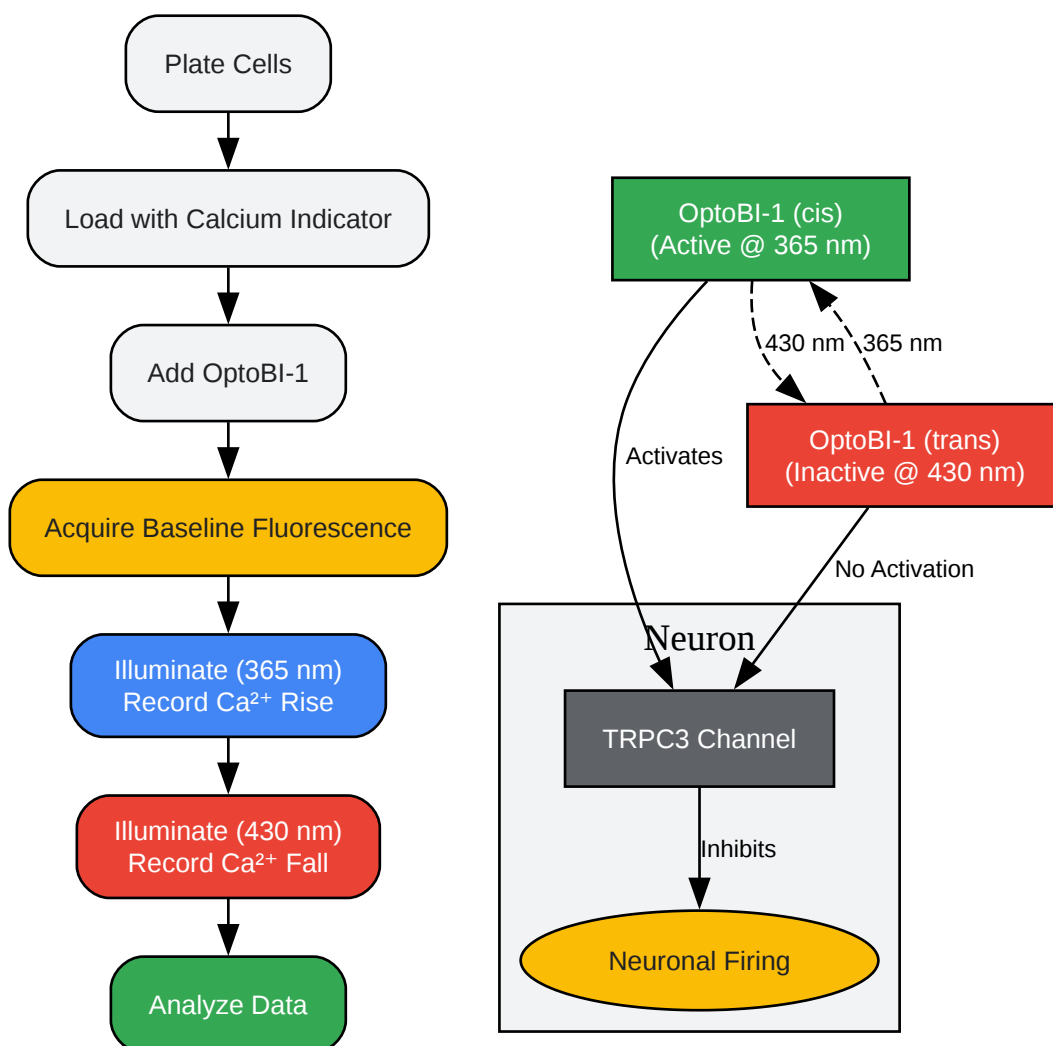 Plate Cells
Load with Calcium Indicator
Add OptoBI-1
Acquire Baseline Fluorescence
Illuminate (365 nm)
Record Ca²⁺ Rise
Illuminate (430 nm)
Record Ca²⁺ Fall
Analyze Data
OptoBI-1 (cis)
(Active @ 365 nm)
430 nm
365 nm
OptoBI-1 (trans)
(Inactive @ 430 nm)
Activates
No Activation
Neuron
TRPC3 Channel
Inhibits
Neuronal Firing